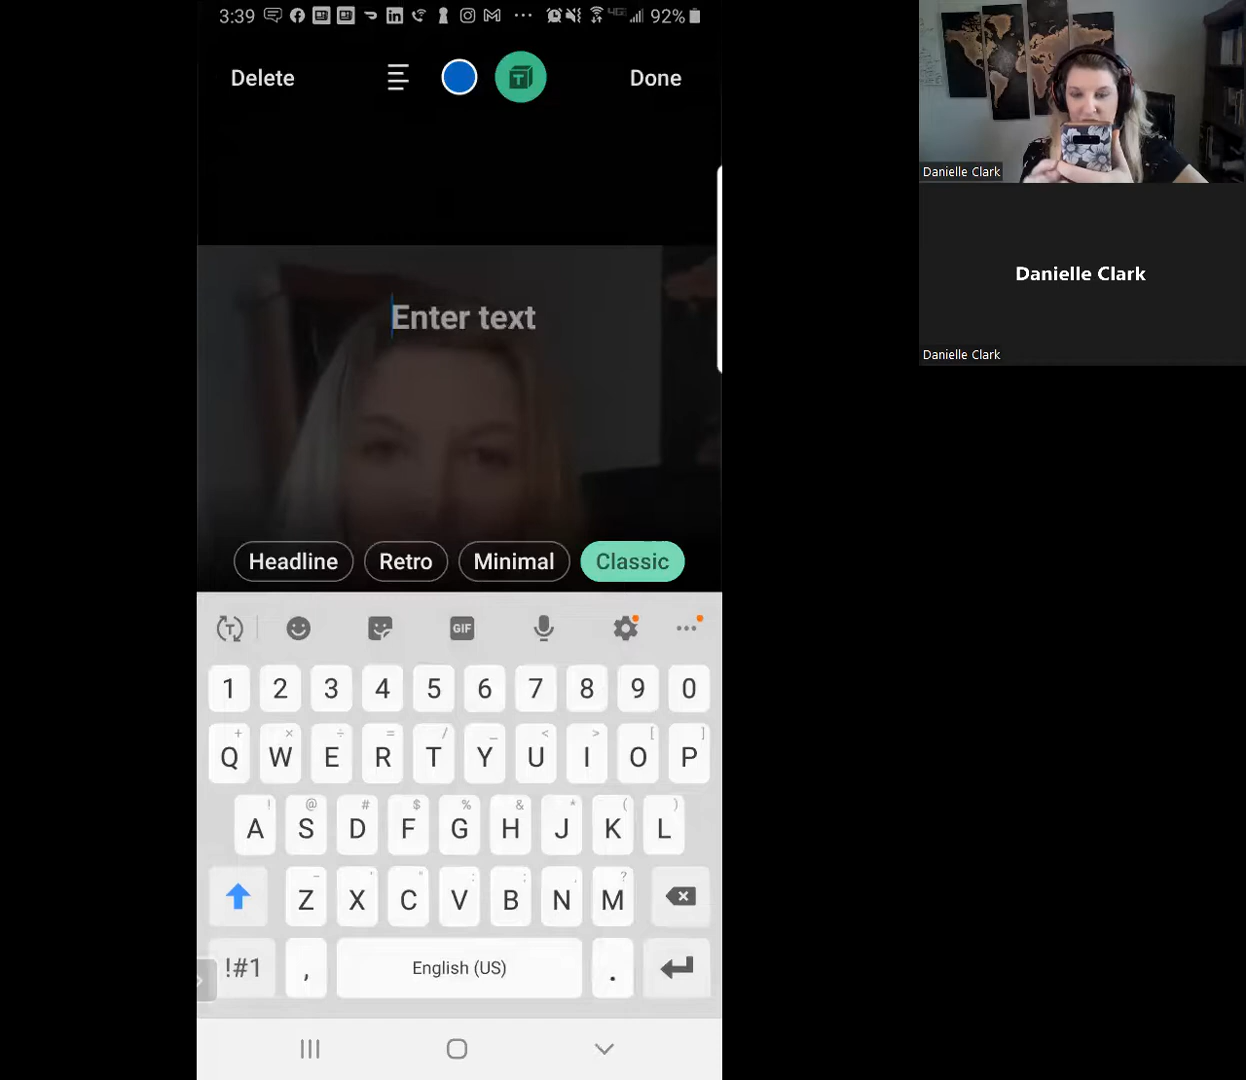 3:39
92%
Delete
Done
Enter text
Headline Retro Minimal Classic
GIF
1 2 3 4 5 6 7 8 9 0
Q W E R T Y U I O P
A S D F G H J K L
Z X C V B N M
!#1 , English (US) .
Danielle Clark
Danielle Clark
Danielle Clark